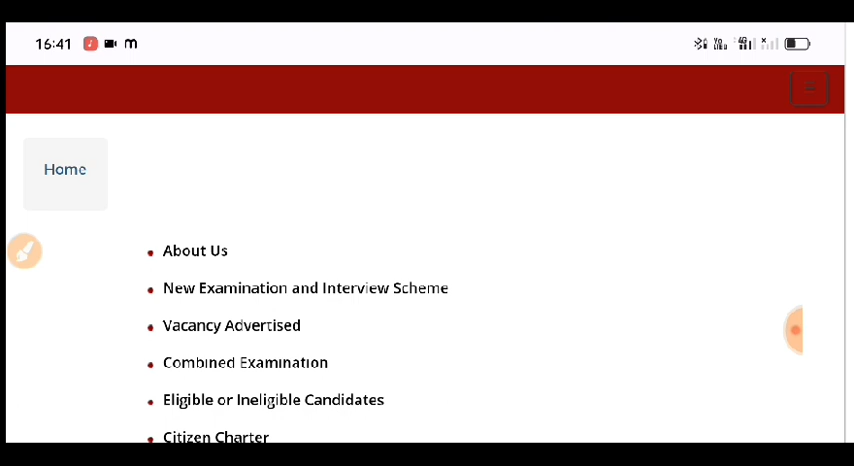 16:41
Home
About Us
New Examination and Interview Scheme
Vacancy Advertised
Combined Examination
Eligible or Ineligible Candidates
Citizen Charter